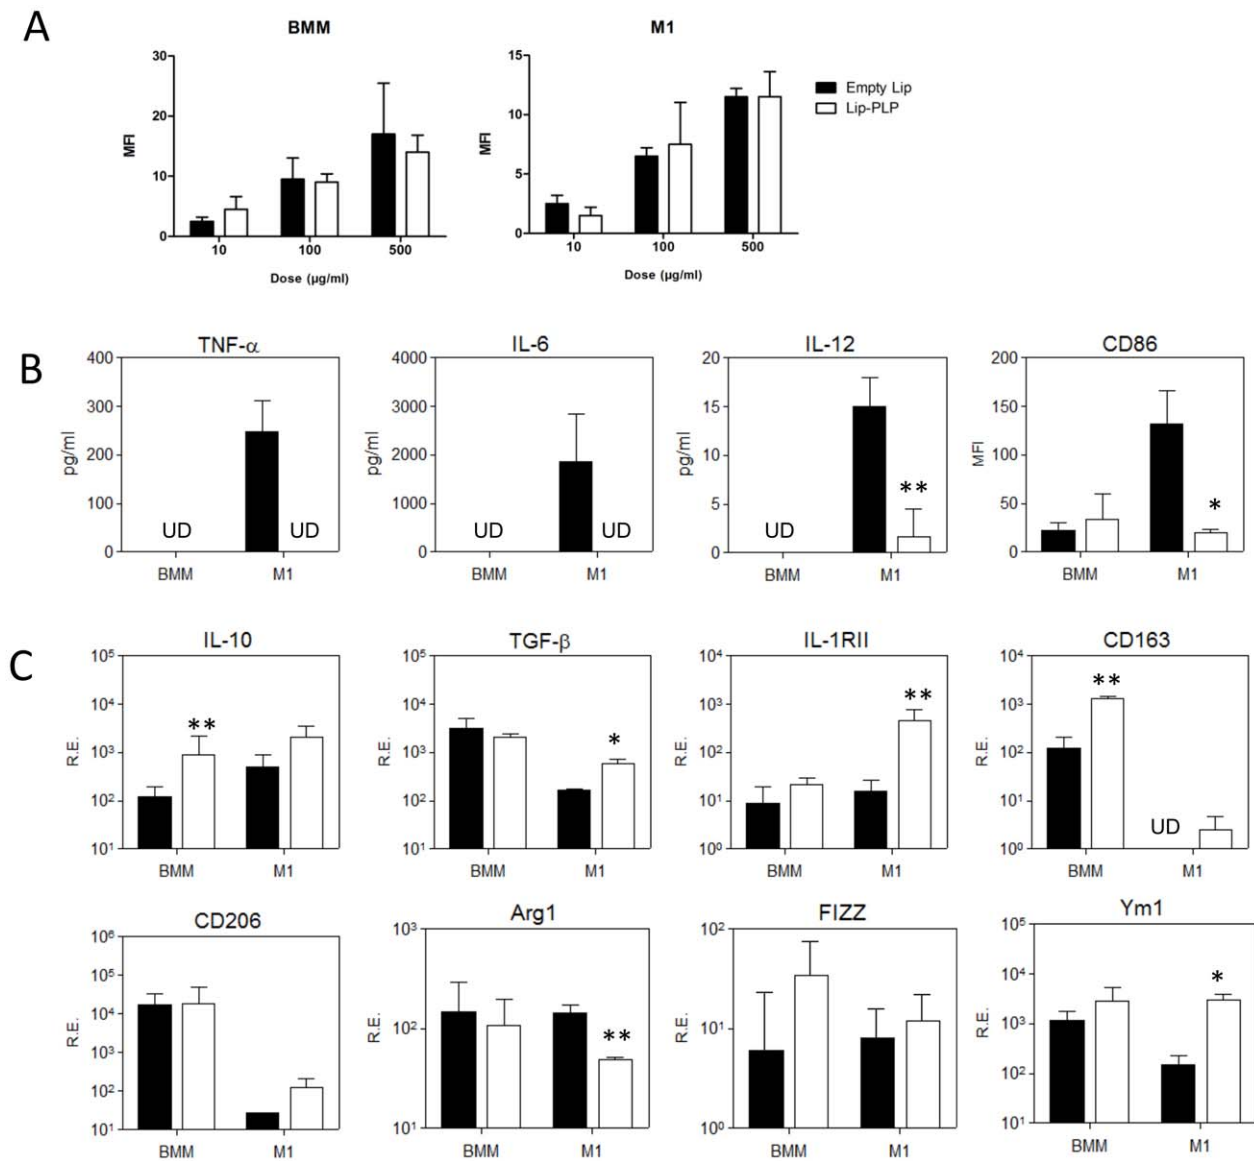 A
BMM
M1
30
20
10
0
MFI
10
100
500
Dose (µg/ml)
15
10
5
0
MFI
10
100
500
Dose (µg/ml)
Empty Lip
Lip-PLP
B
TNF-α
400
300
200
100
0
pg/ml
UD
UD
BMM
M1
IL-6
4000
3000
2000
1000
0
pg/ml
UD
UD
BMM
M1
IL-12
20
15
10
5
0
pg/ml
UD
**
BMM
M1
CD86
200
150
100
50
0
MFI
*
BMM
M1
C
IL-10
10⁵
10⁴
10³
10²
10¹
R.E.
**
BMM
M1
TGF-β
10⁵
10⁴
10³
10²
10¹
R.E.
*
BMM
M1
IL-1RII
10⁴
10³
10²
10¹
10⁰
R.E.
**
BMM
M1
CD163
10⁴
10³
10²
10¹
10⁰
R.E.
**
UD
BMM
M1
CD206
10⁶
10⁵
10⁴
10³
10²
10¹
R.E.
BMM
M1
Arg1
10³
10²
10¹
R.E.
**
BMM
M1
FIZZ
10²
10¹
10⁰
R.E.
BMM
M1
Ym1
10⁵
10⁴
10³
10²
10¹
R.E.
*
BMM
M1